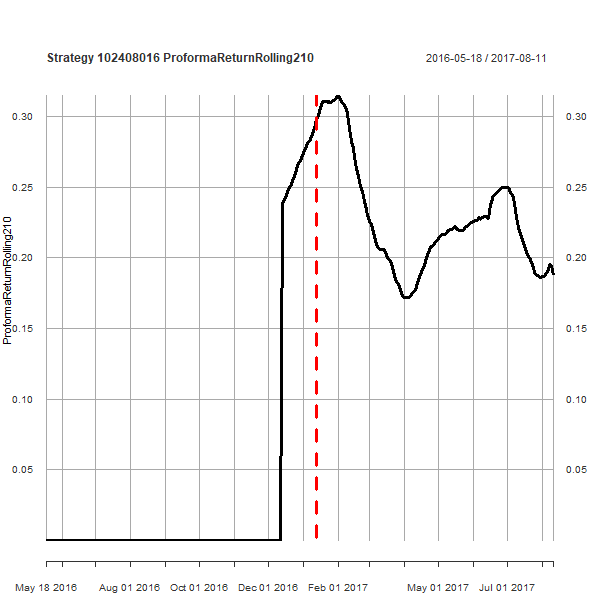 Strategy 102408016 ProformaReturnRolling210
2016-05-18 / 2017-08-11
ProformaReturnRolling210
0.30 0.30
0.25 0.25
0.20 0.20
0.15 0.15
0.10 0.10
0.05 0.05
May 18 2016 Aug 01 2016 Oct 01 2016 Dec 01 2016 Feb 01 2017 May 01 2017 Jul 01 2017